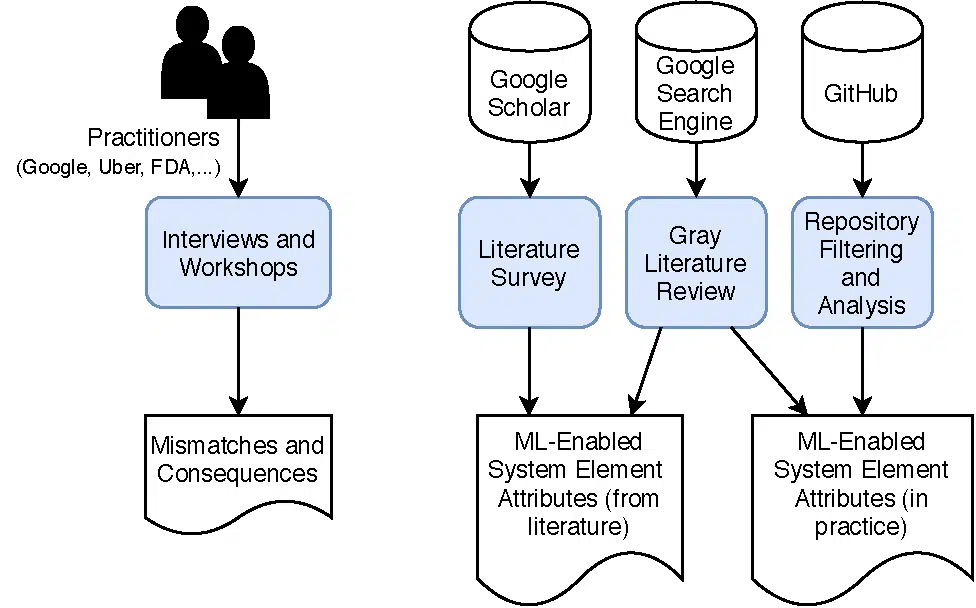 Practitioners
(Google, Uber, FDA,...)
Interviews and
Workshops
Mismatches and
Consequences
Google
Scholar
Google
Search
Engine
GitHub
Literature
Survey
Gray
Literature
Review
Repository
Filtering
and
Analysis
ML-Enabled
System Element
Attributes (from
literature)
ML-Enabled
System Element
Attributes (in
practice)